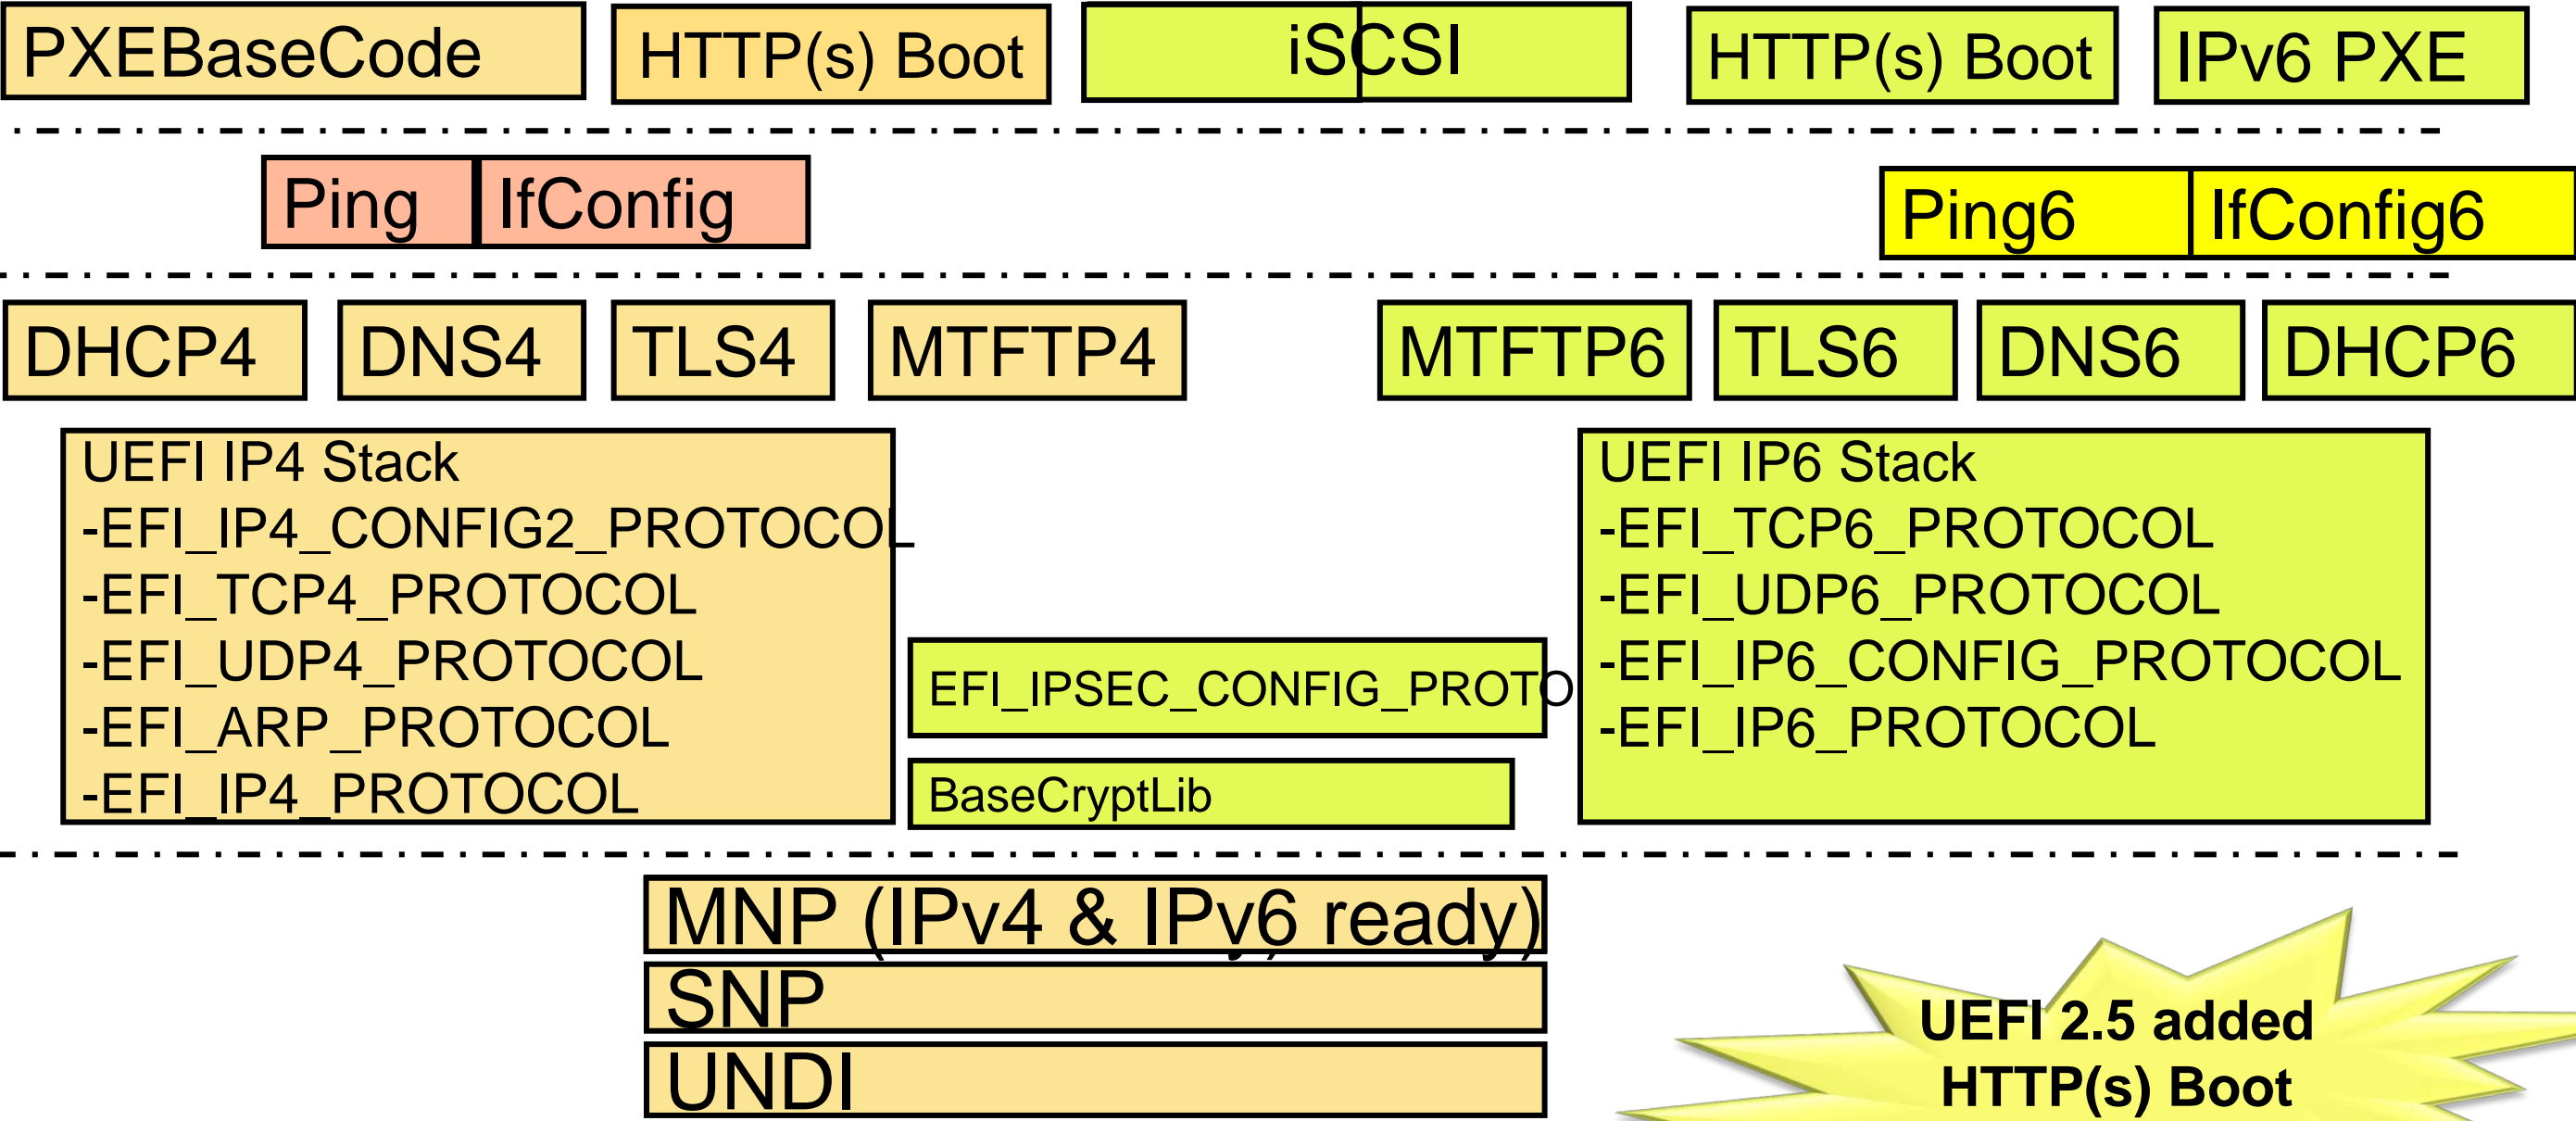 PXEBaseCode
HTTP(s) Boot
iSCSI
HTTP(s) Boot
IPv6 PXE
Ping
IfConfig
Ping6
IfConfig6
DHCP4
DNS4
TLS4
MTFTP4
MTFTP6
TLS6
DNS6
DHCP6
UEFI IP4 Stack
-EFI_IP4_CONFIG2_PROTOCOL
-EFI_TCP4_PROTOCOL
-EFI_UDP4_PROTOCOL
-EFI_ARP_PROTOCOL
-EFI_IP4_PROTOCOL
EFI_IPSEC_CONFIG_PROTO
BaseCryptLib
UEFI IP6 Stack
-EFI_TCP6_PROTOCOL
-EFI_UDP6_PROTOCOL
-EFI_IP6_CONFIG_PROTOCOL
-EFI_IP6_PROTOCOL
MNP (IPv4 & IPv6 ready)
SNP
UNDI
UEFI 2.5 added
HTTP(s) Boot